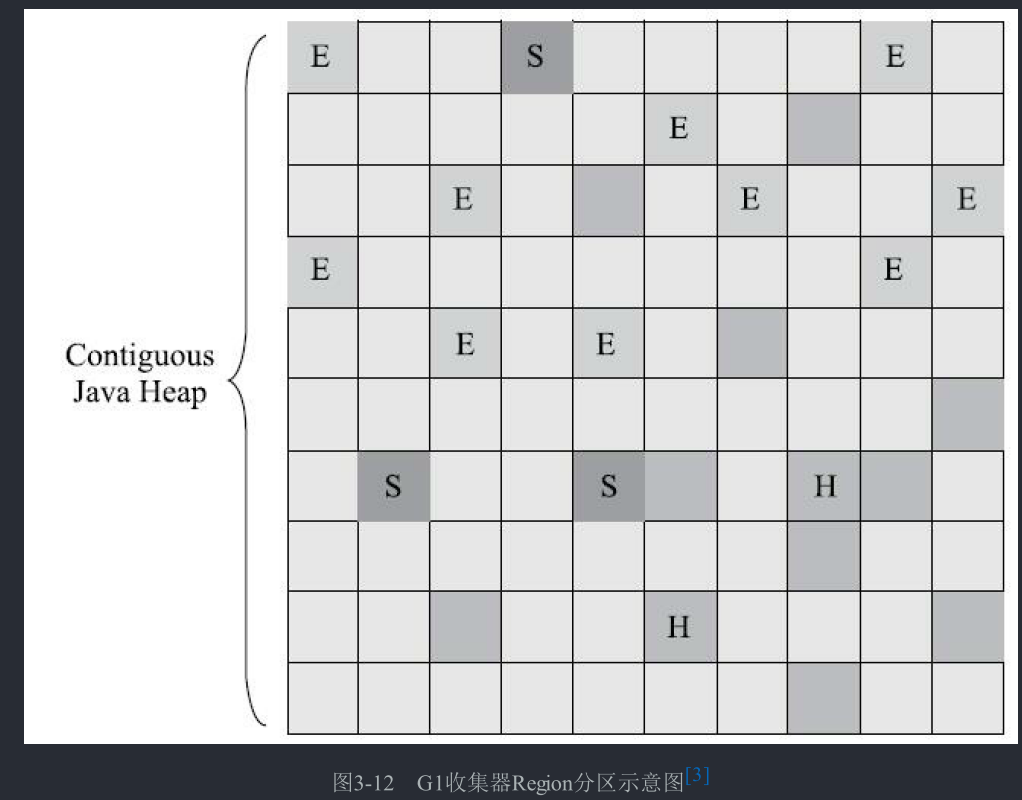 E S E
E
E E E
E E
Contiguous
Java Heap
E E
S S H
H
图3-12 G1收集器Region分区示意图[3]